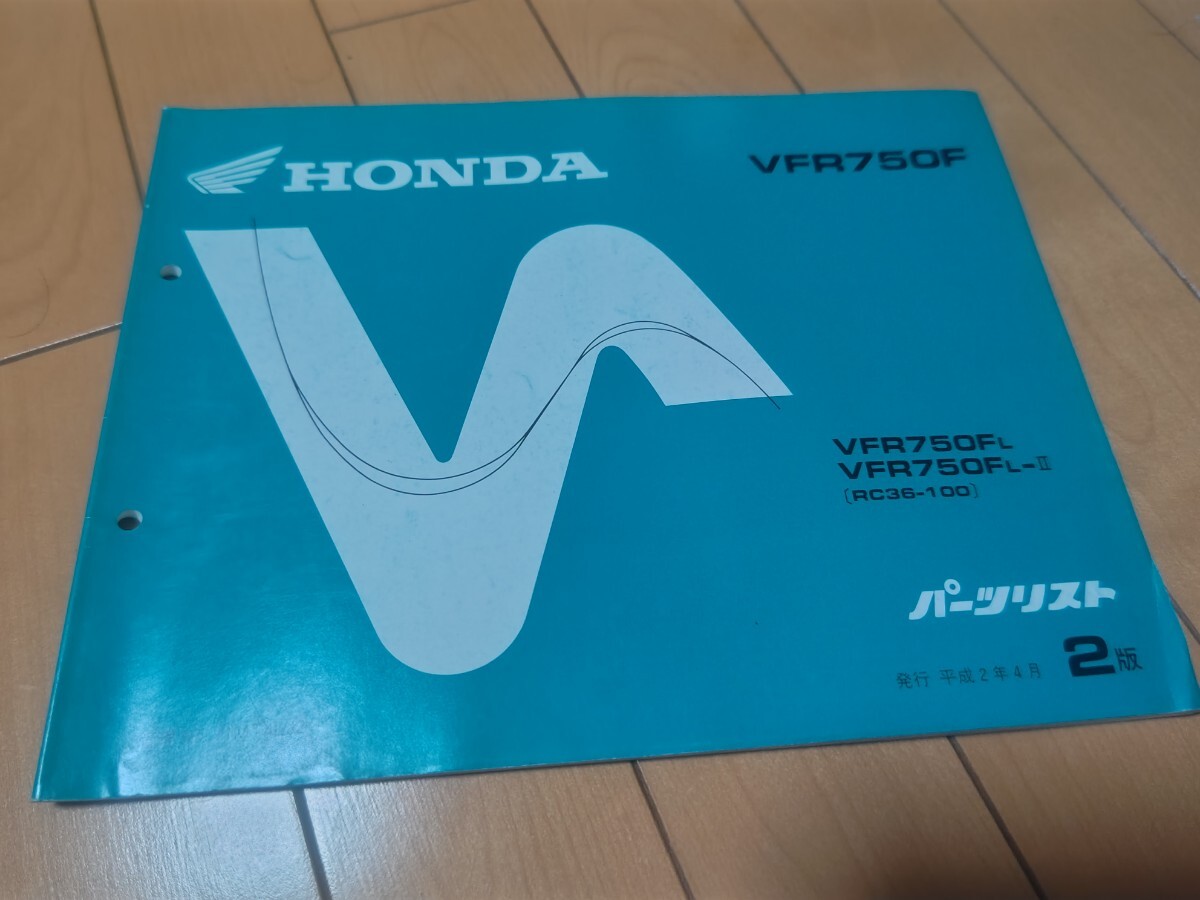 HONDA
VFR750F
VFR750FL
VFR750FL-Ⅱ
〔RC36-100〕
パーツリスト
発行 平成2年4月 2版